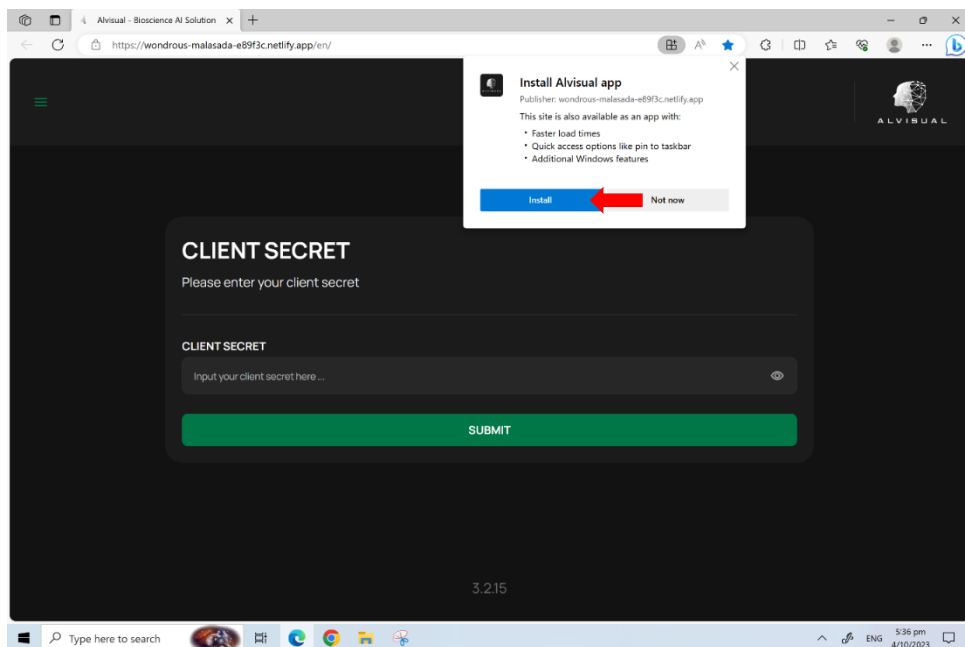 Alvisual - Bioscience AI Solution
https://wondrous-malasada-e89f3c.netlify.app/en/
Install Alvisual app
Publisher: wondrous-malasada-e89f3c.netlify.app
This site is also available as an app with:
• Faster load times
• Quick access options like pin to taskbar
• Additional Windows features
Install
Not now
ALVISUAL
CLIENT SECRET
Please enter your client secret
CLIENT SECRET
Input your client secret here ...
SUBMIT
3.2.15
Type here to search
ENG
5:36 pm
4/10/2023